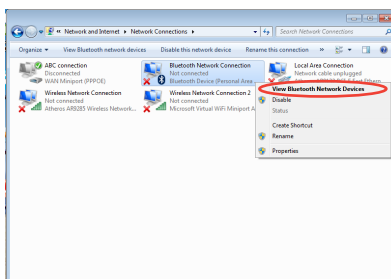 « Network and Internet ▸ Network Connections ▸
Search Network Connections
Organize ▾ View Bluetooth network devices Disable this network device Rename this connection »
ABC connection
Disconnected
WAN Miniport (PPPOE)
Bluetooth Network Connection
Not connected
Bluetooth Device (Personal Area...
Local Area Connection
Network cable unplugged
Wireless Network Connection
Not connected
Atheros AR9285 Wireless Network...
Wireless Network Connection 2
Not connected
Microsoft Virtual WiFi Miniport A
View Bluetooth Network Devices
Disable
Status
Create Shortcut
Rename
Properties